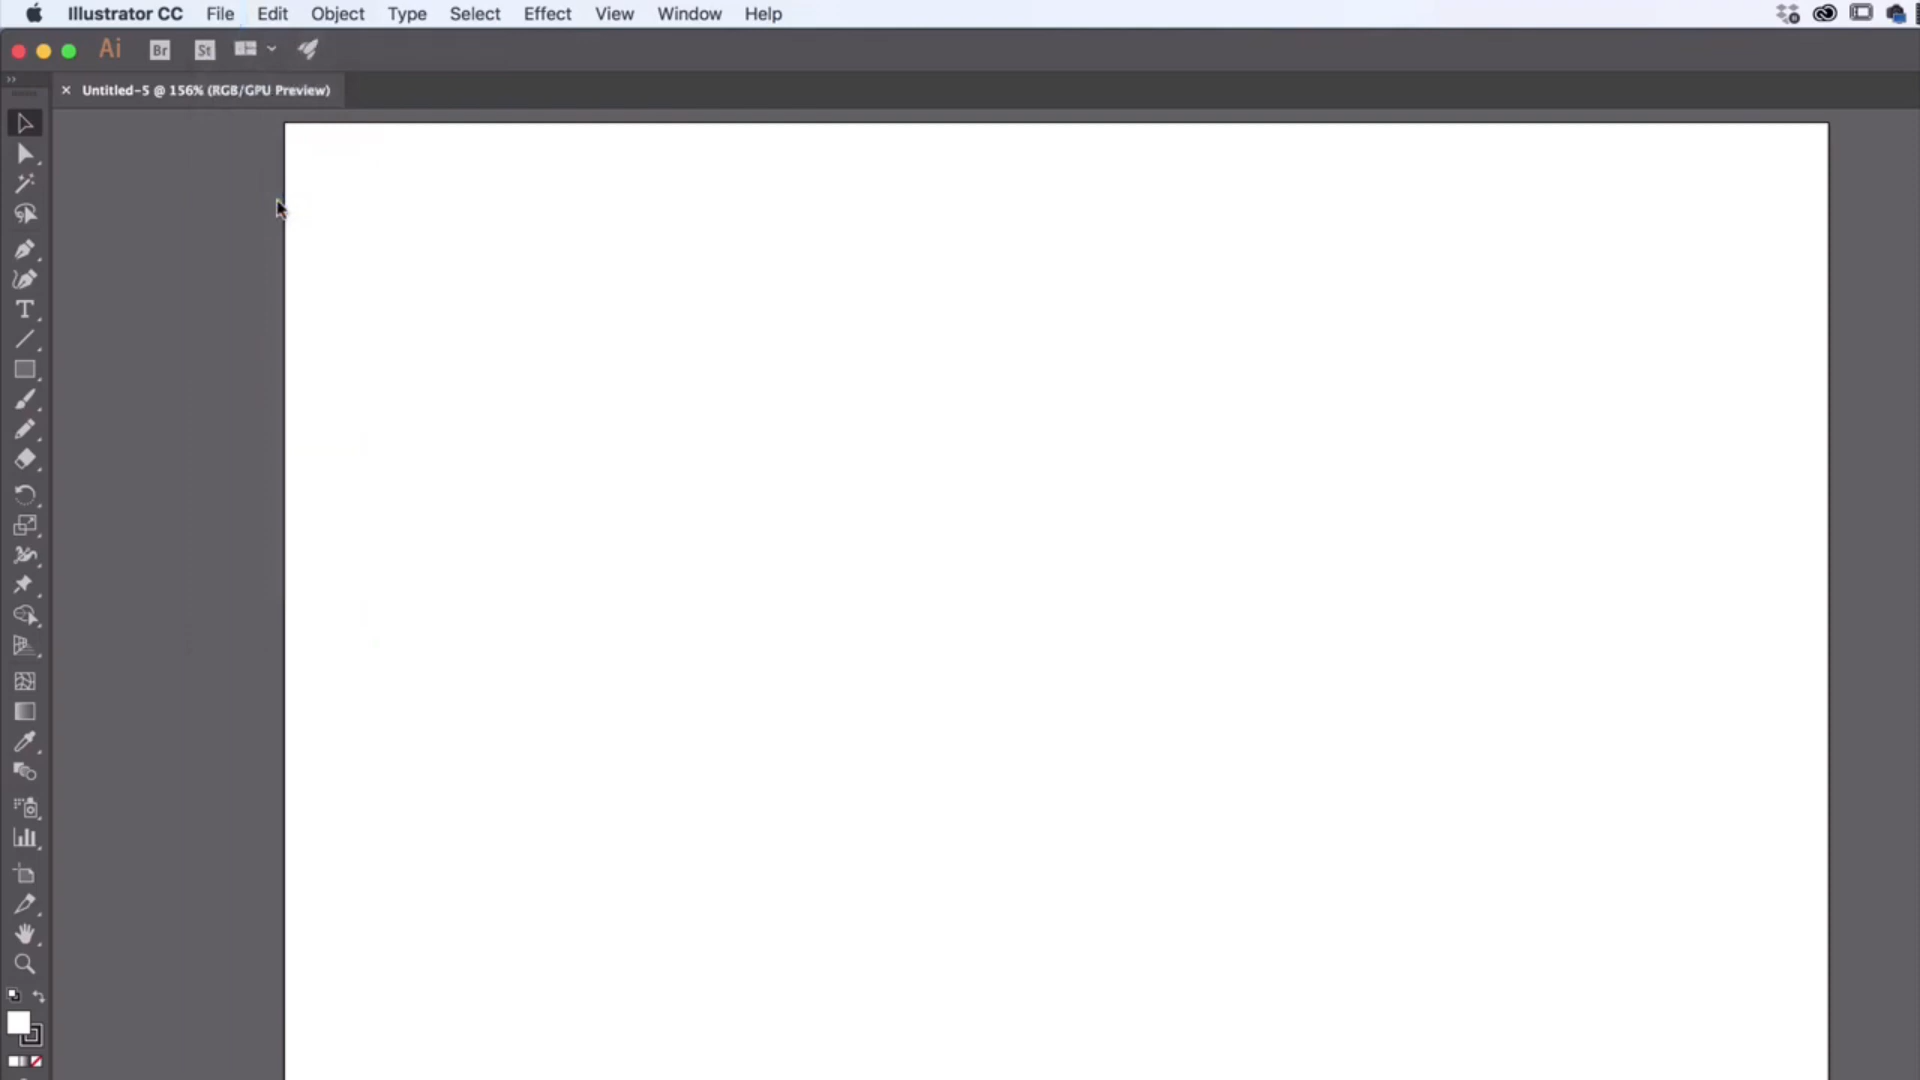 Illustrator CC File Edit Object Type Select Effect View Window Help
Ai Br St
× Untitled-5 @ 156% (RGB/GPU Preview)
T